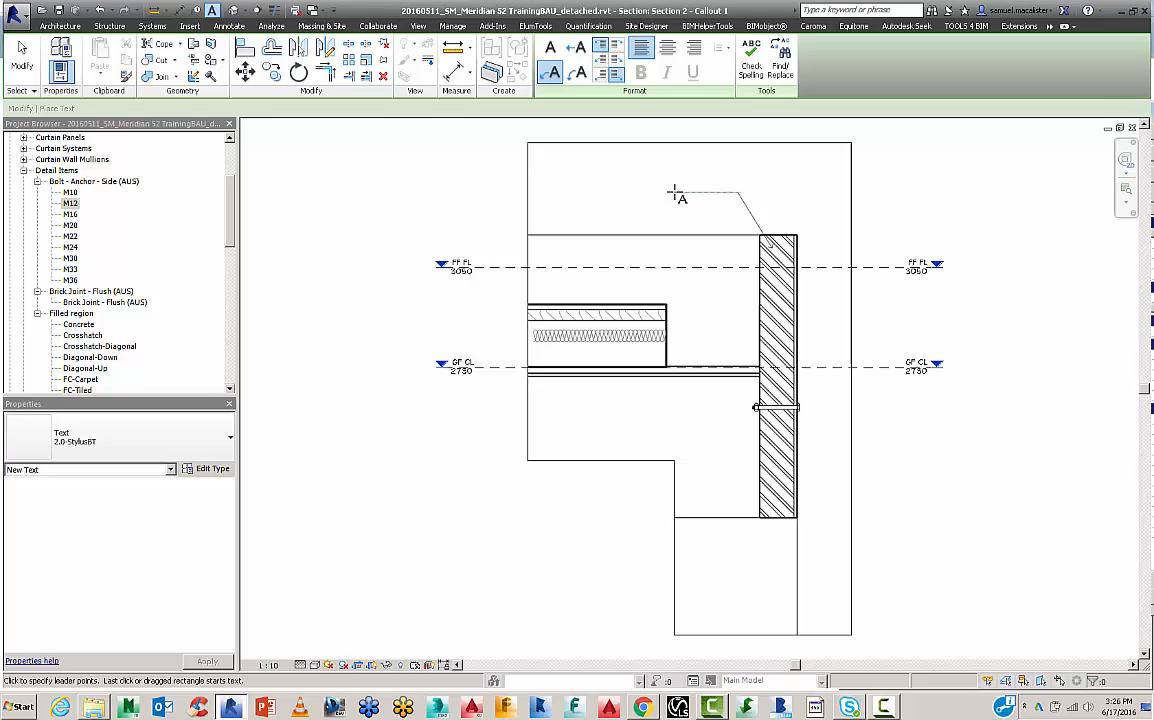 20160511_SM_Meridian 52 TrainingBAU_detached.rvt - Section: Section 2 - Callout 1
Type a keyword or phrase
samuel.macalister
Architecture Structure Systems Insert Annotate Analyze Massing & Site Collaborate View Manage Add-Ins ElumTools Quantification Site Designer BIMHelperTools BIMobject® Caroma Equitone Autodesk.Seek TOOLS 4 BIM
Modify
Paste
Cope
Cut
Join
Check Spelling
Find/ Replace
Select Properties Clipboard Geometry Modify View Measure Create Format Tools
Modify | Place Text
Project Browser - 20160511_SM_Meridian 52 TrainingBAU_d...
Curtain Panels
Curtain Systems
Curtain Wall Mullions
Detail Items
Bolt - Anchor - Side (AUS)
M10
M12
M16
M20
M22
M24
M30
M33
M36
Brick Joint - Flush (AUS)
Brick Joint - Flush (AUS)
Filled region
Concrete
Crosshatch
Crosshatch-Diagonal
Diagonal-Down
Diagonal-Up
FC-Carpet
FC-Tiled
Properties
Text
2.0-StylusBT
New Text
Edit Type
Properties help
Apply
A
FF FL
3050
FF FL
3050
GF CL
2730
GF CL
2730
1:10
Click to specify leader points. Last click or dragged rectangle starts text.
:0
Main Model
:0
Start
3:26 PM
6/17/2016